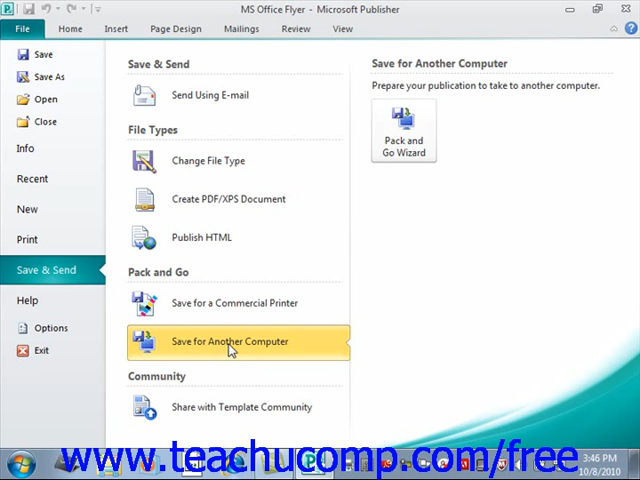 MS Office Flyer - Microsoft Publisher
File Home Insert Page Design Mailings Review View
Save
Save As
Open
Close
Info
Recent
New
Print
Save & Send
Help
Options
Exit
Save & Send
Send Using E-mail
File Types
Change File Type
Create PDF/XPS Document
Publish HTML
Pack and Go
Save for a Commercial Printer
Save for Another Computer
Community
Share with Template Community
Save for Another Computer
Prepare your publication to take to another computer.
Pack and
Go Wizard
www.teachucomp.com/free
3:46 PM
10/8/2010